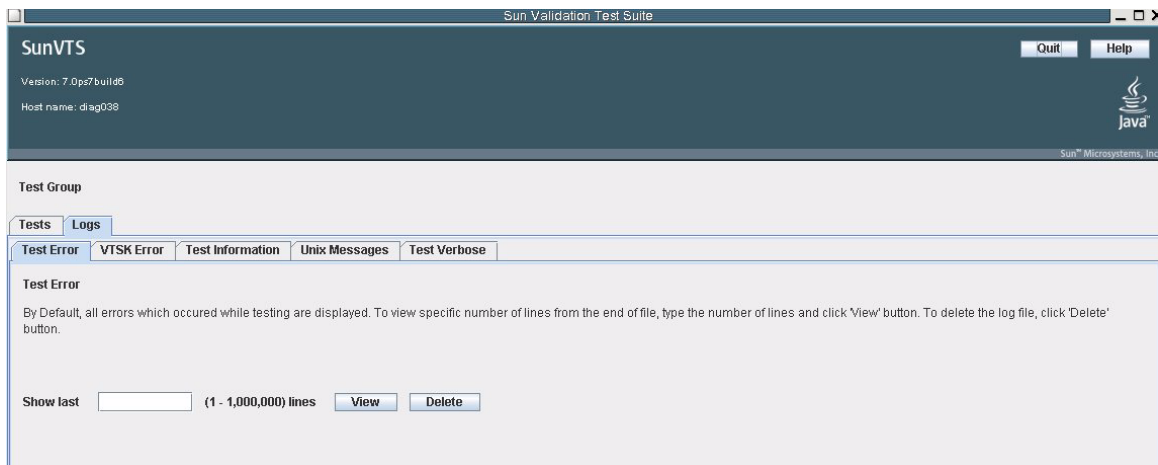 Sun Validation Test Suite
SunVTS
Quit Help
Version: 7.0ps7build6
Host name: diag038
Java™
Sun™ Microsystems, Inc
Test Group
Tests Logs
Test Error VTSK Error Test Information Unix Messages Test Verbose
Test Error
By Default, all errors which occured while testing are displayed. To view specific number of lines from the end of file, type the number of lines and click 'View' button. To delete the log file, click 'Delete'
button.
Show last (1 - 1,000,000) lines View Delete